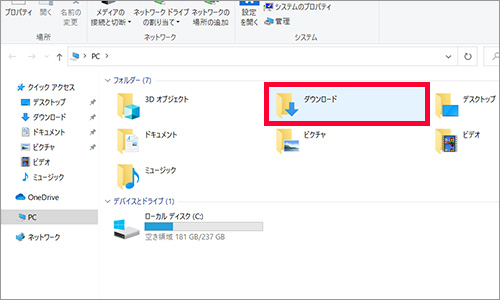 プロパティ
開く
名前の
変更
メディアの
接続と切断
ネットワーク ドライブ
の割り当て
ネットワークの
場所の追加
設定
を開く
システムのプロパティ
管理
場所
ネットワーク
システム
PC
クイック アクセス
デスクトップ
ダウンロード
ドキュメント
ピクチャ
ビデオ
ミュージック
OneDrive
PC
ネットワーク
フォルダー (7)
3D オブジェクト
ダウンロード
デスクトップ
ドキュメント
ピクチャ
ビデオ
ミュージック
デバイスとドライブ (1)
ローカル ディスク (C:)
空き領域 181 GB/237 GB